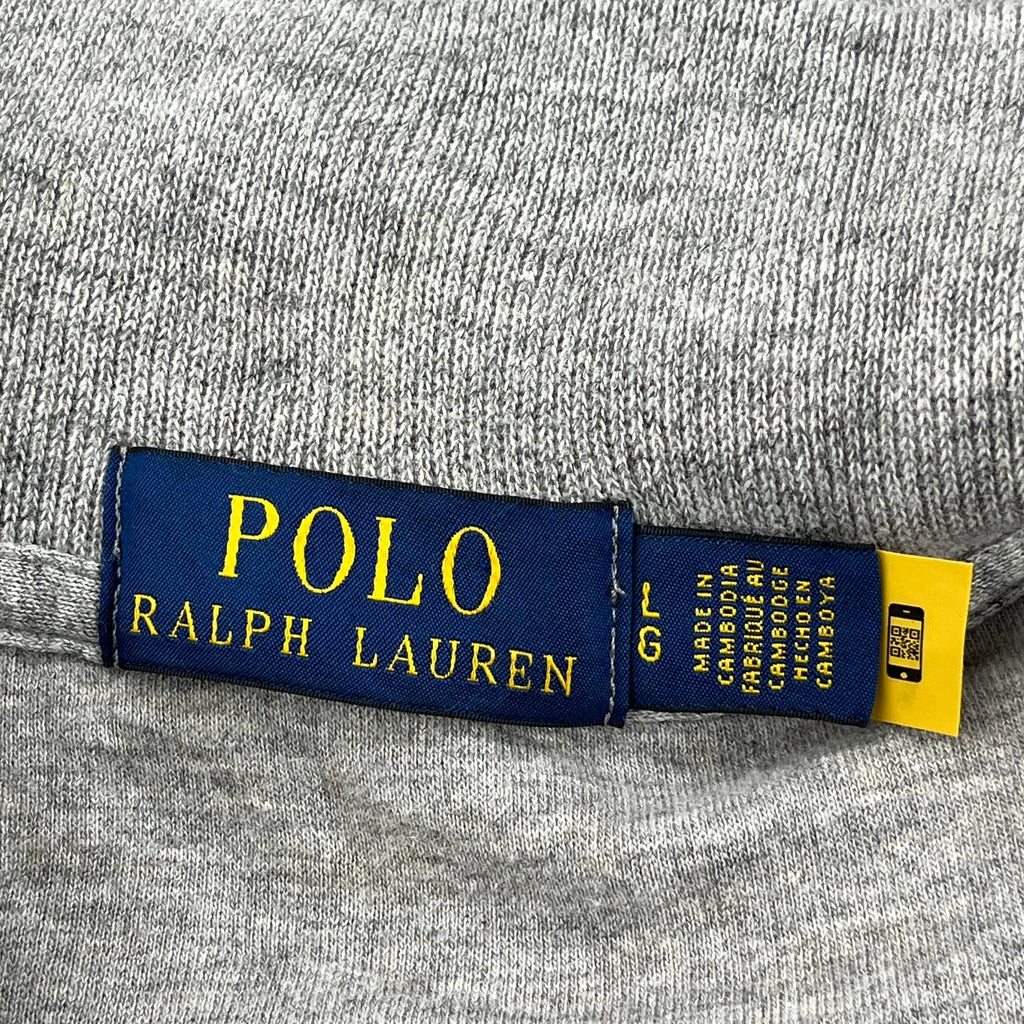 POLO
RALPH LAUREN
L
G
MADE IN
CAMBODIA
FABRIQUÉ AU
CAMBODGE
HECHO EN
CAMBOYA